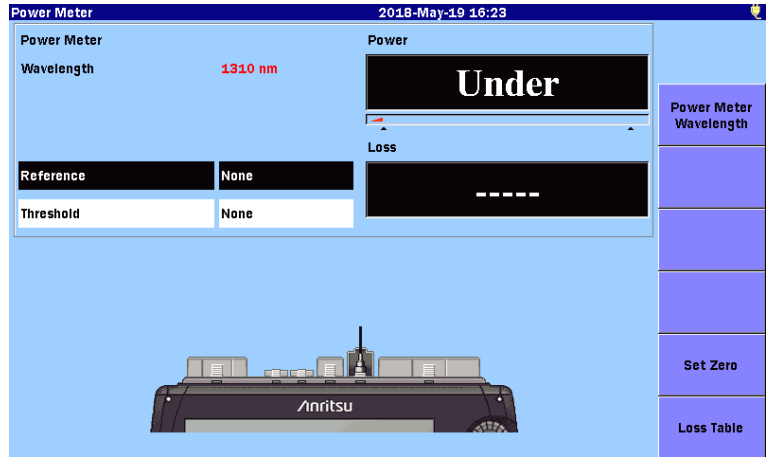 Power Meter
2018-May-19 16:23
Power Meter
Wavelength 1310 nm
Reference None
Threshold None
Power
Under
Loss
-----
Power Meter
Wavelength
Set Zero
Loss Table
Anritsu